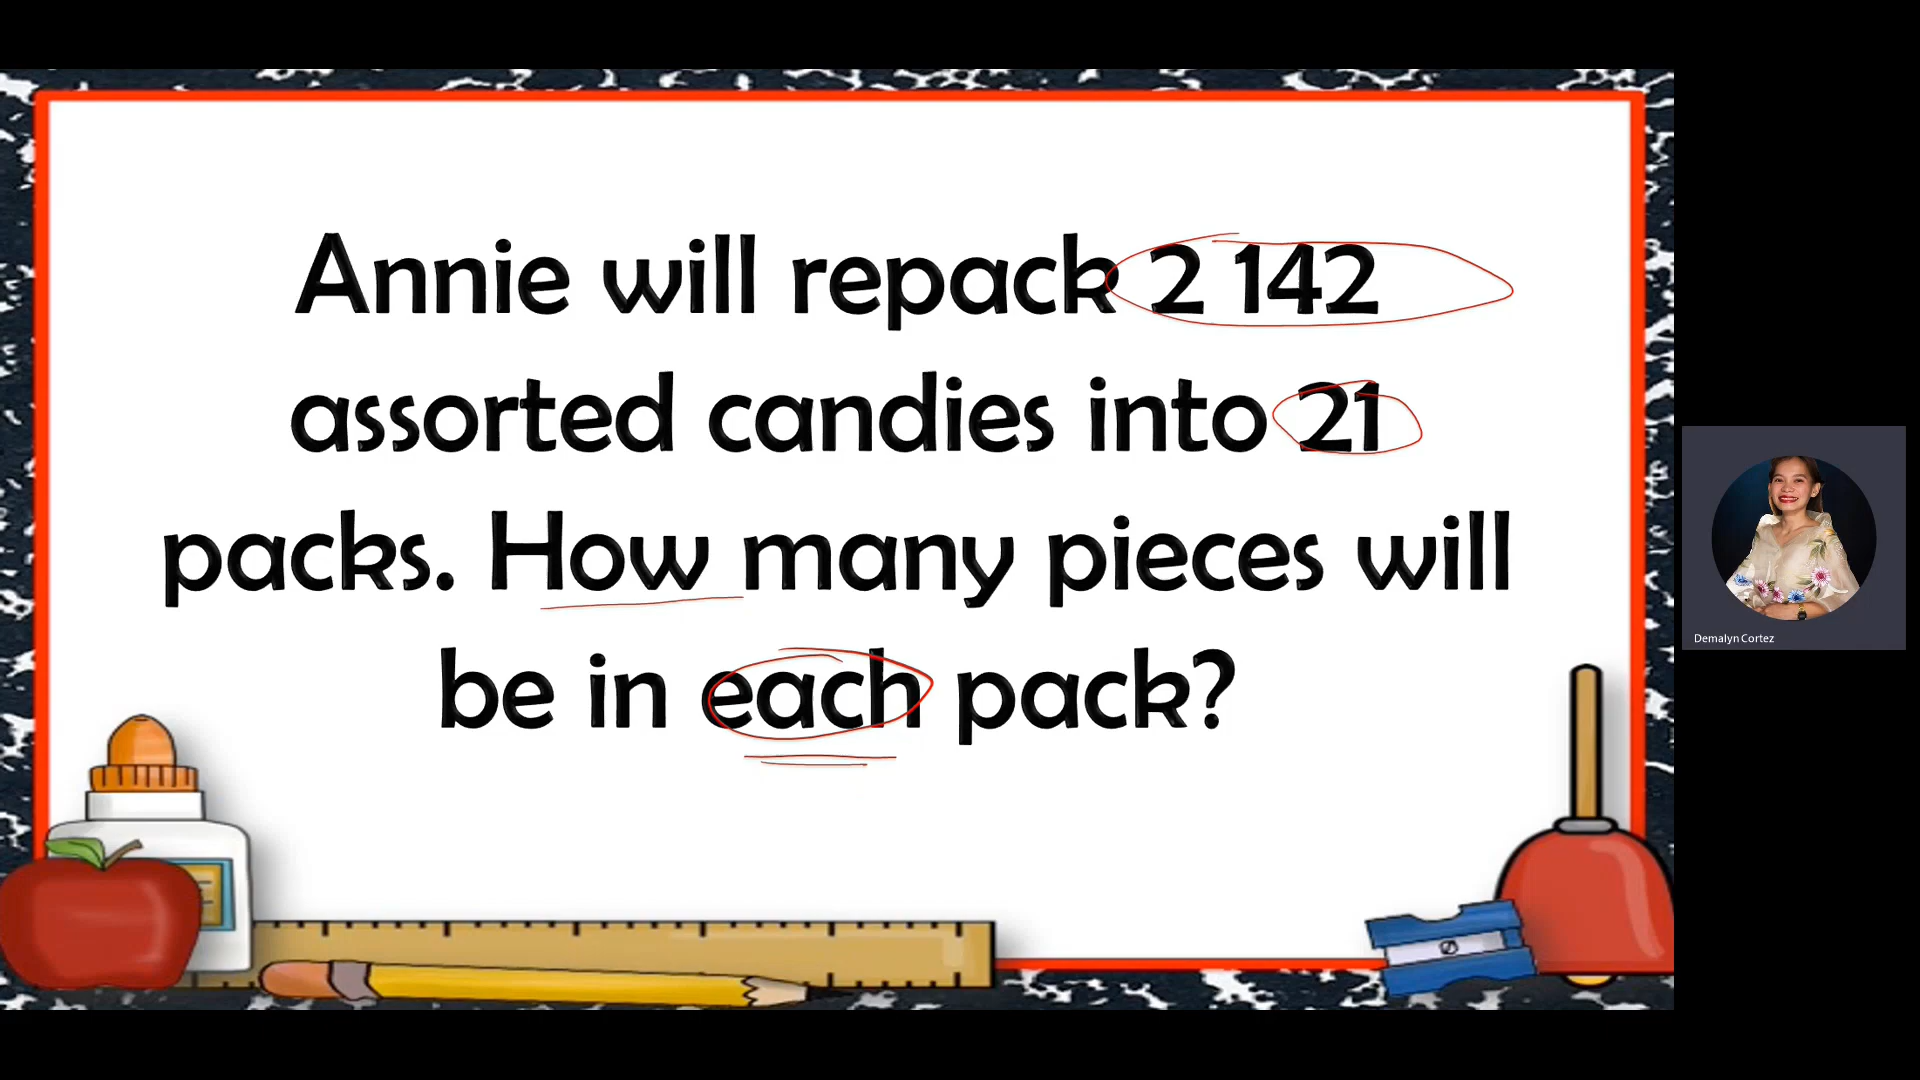 Annie will repack 2 142
assorted candies into 21
packs. How many pieces will
be in each pack?
Demalyn Cortez